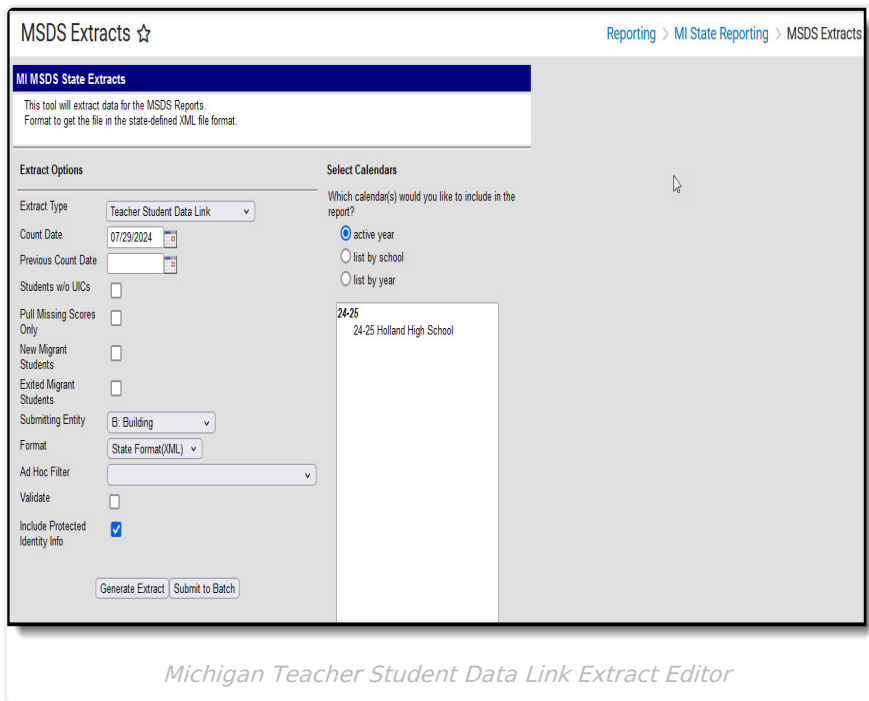 MSDS Extracts ☆
Reporting > MI State Reporting > MSDS Extracts
MI MSDS State Extracts
This tool will extract data for the MSDS Reports.
Format to get the file in the state-defined XML file format.
Extract Options
Extract Type
Teacher Student Data Link
Count Date
07/29/2024
Previous Count Date
Students w/o UICs
Pull Missing Scores
Only
New Migrant
Students
Exited Migrant
Students
Submitting Entity
B: Building
Format
State Format(XML)
Ad Hoc Filter
Validate
Include Protected
Identity Info
Generate Extract
Submit to Batch
Select Calendars
Which calendar(s) would you like to include in the
report?
active year
list by school
list by year
24-25
24-25 Holland High School
Michigan Teacher Student Data Link Extract Editor